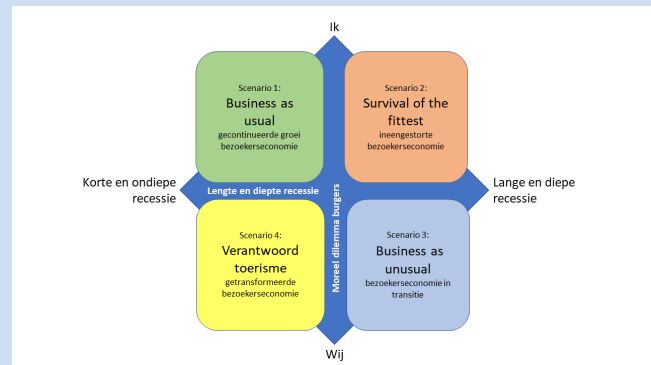 Ik
Scenario 1:
Business as
usual
gecontinueerde groei
bezoekerseconomie
Scenario 2:
Survival of the
fittest
ineengestorte
bezoekerseconomie
Korte en ondiepe
recessie
Lengte en diepte recessie
Moreel dilemma burgers
Lange en diepe
recessie
Scenario 4:
Verantwoord
toerisme
getransformeerde
bezoekerseconomie
Scenario 3:
Business as
unusual
bezoekerseconomie in
transitie
Wij